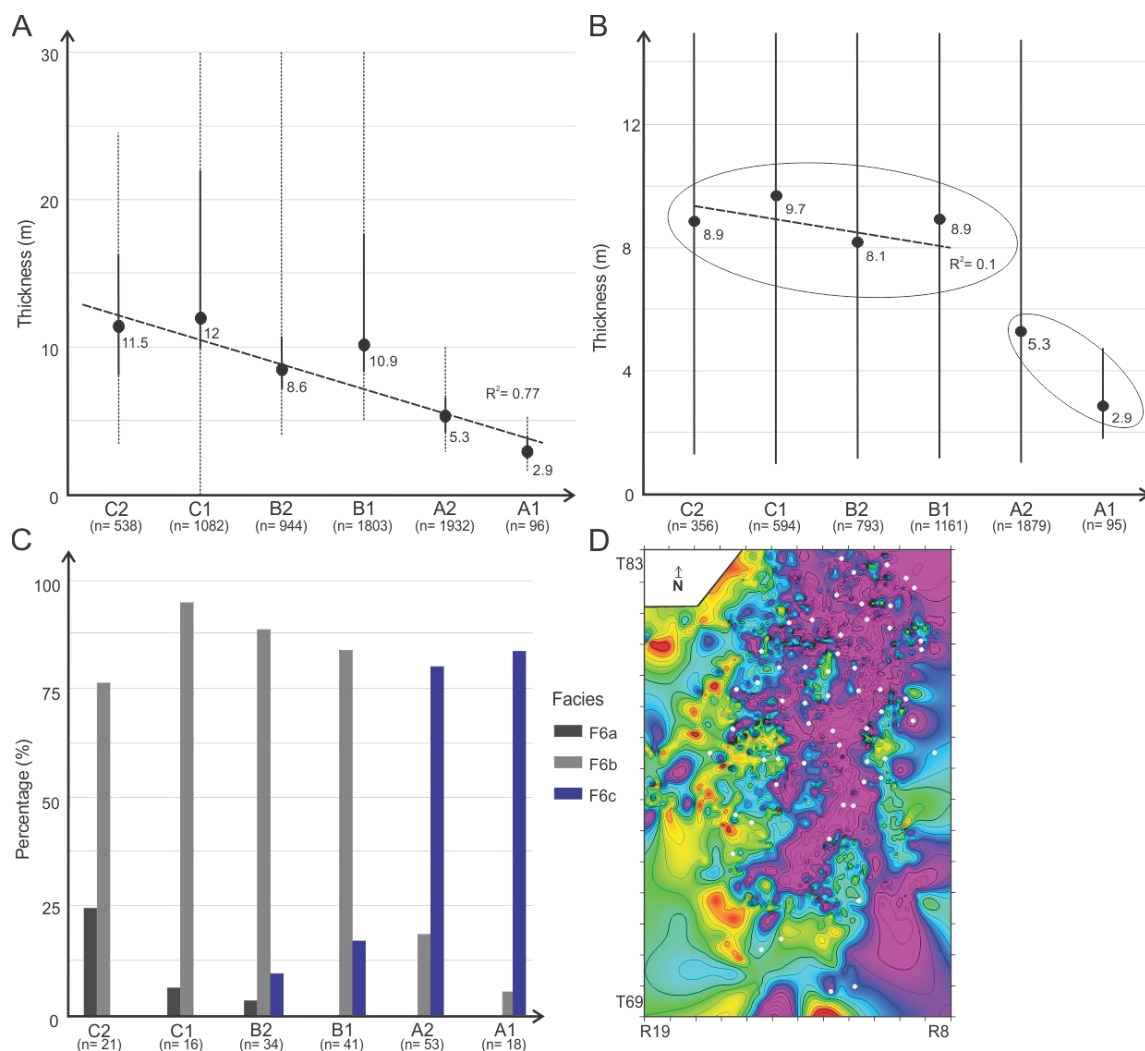 A
Thickness (m)
30
20
10
0
11.5
12
8.6
10.9
5.3
2.9
R²= 0.77
C2 C1 B2 B1 A2 A1
(n= 538) (n= 1082) (n= 944) (n= 1803) (n= 1932) (n= 96)
B
Thickness (m)
12
8
4
0
8.9
9.7
8.1
8.9
R²= 0.1
5.3
2.9
C2 C1 B2 B1 A2 A1
(n= 356) (n= 594) (n= 793) (n= 1161) (n= 1879) (n= 95)
C
Percentage (%)
100
75
50
25
0
Facies
F6a
F6b
F6c
C2 C1 B2 B1 A2 A1
(n= 21) (n= 16) (n= 34) (n= 41) (n= 53) (n= 18)
D
T83
N
T69
R19 R8